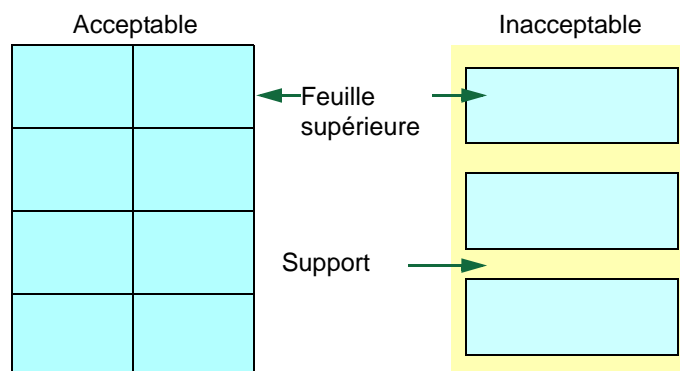 Acceptable
Inacceptable
Feuille
supérieure
Support